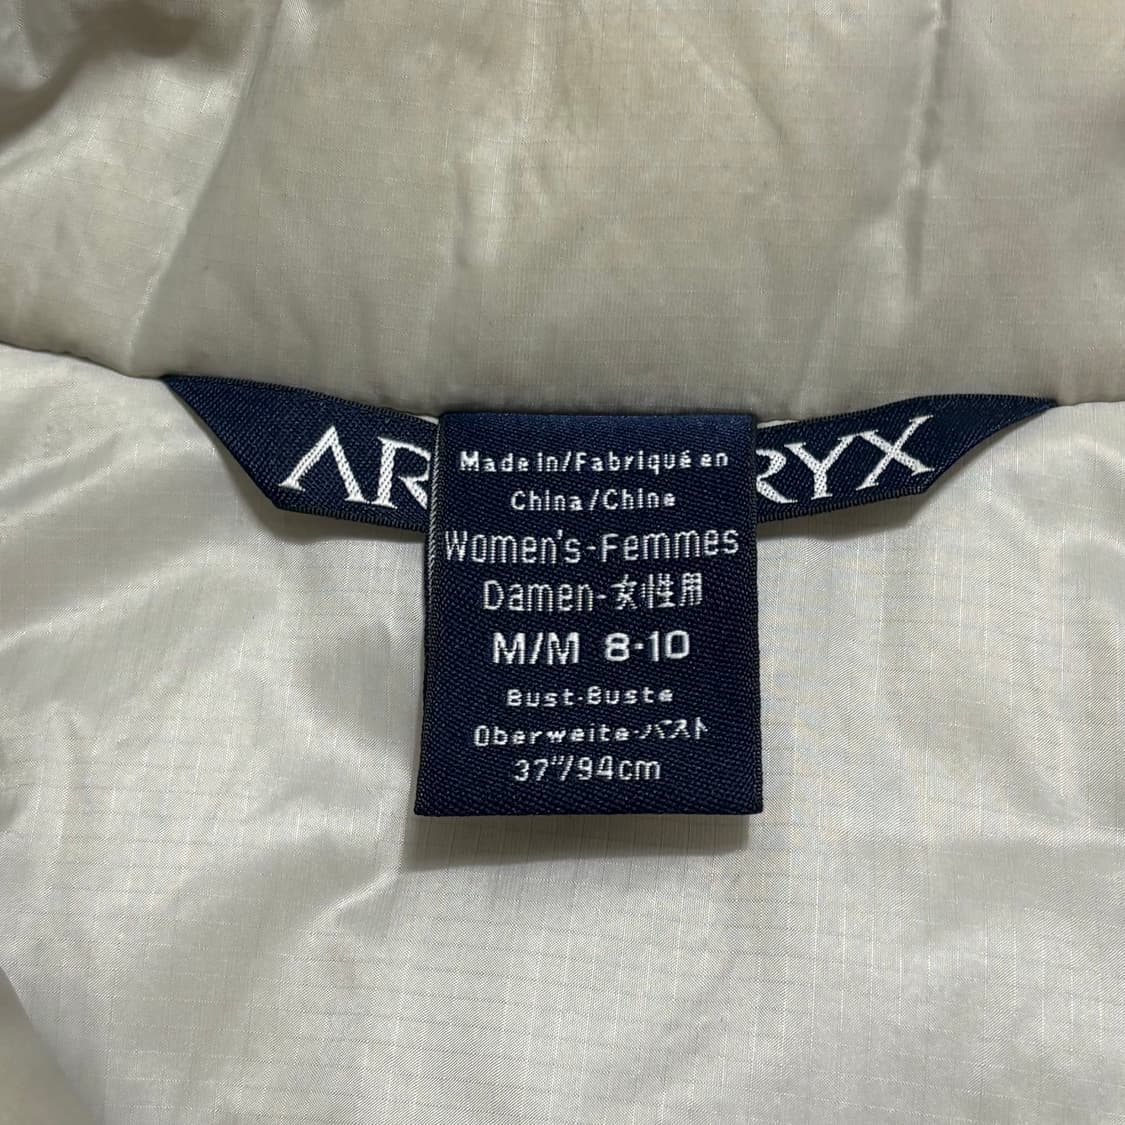 AR RYX
Made in/Fabriqué en
China/Chine
Women's-Femmes
Damen-女性用
M/M 8-10
Bust-Buste
Oberweite-バスト
37"/94cm